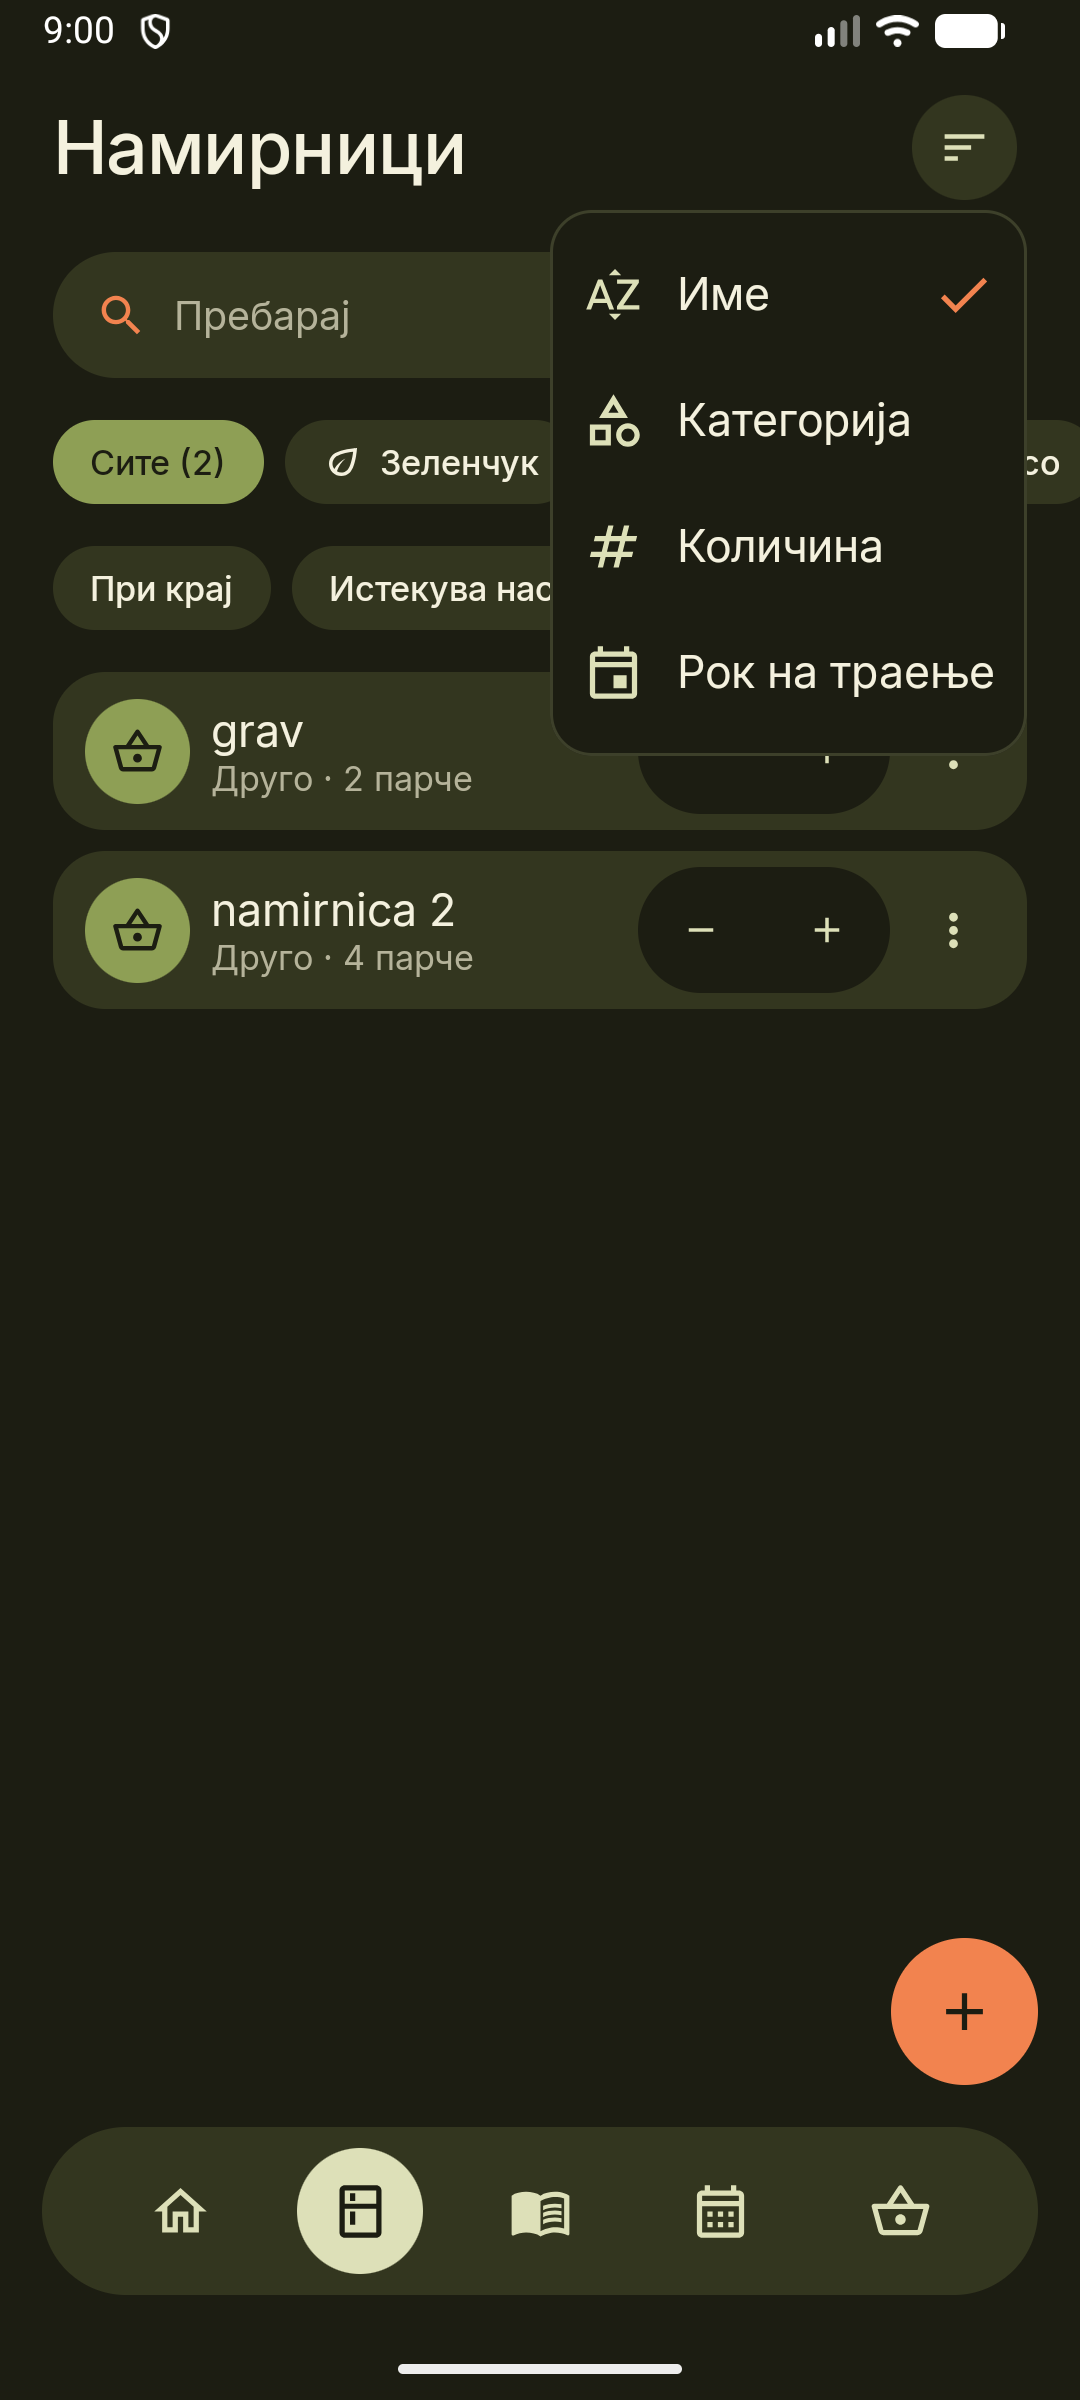 9:00
Намирници
Пребарај
Име
Категорија
Количина
Рок на траење
Сите (2)
Зеленчук
со
При крај
Истекува нас
grav
Друго · 2 парче
namirnica 2
Друго · 4 парче